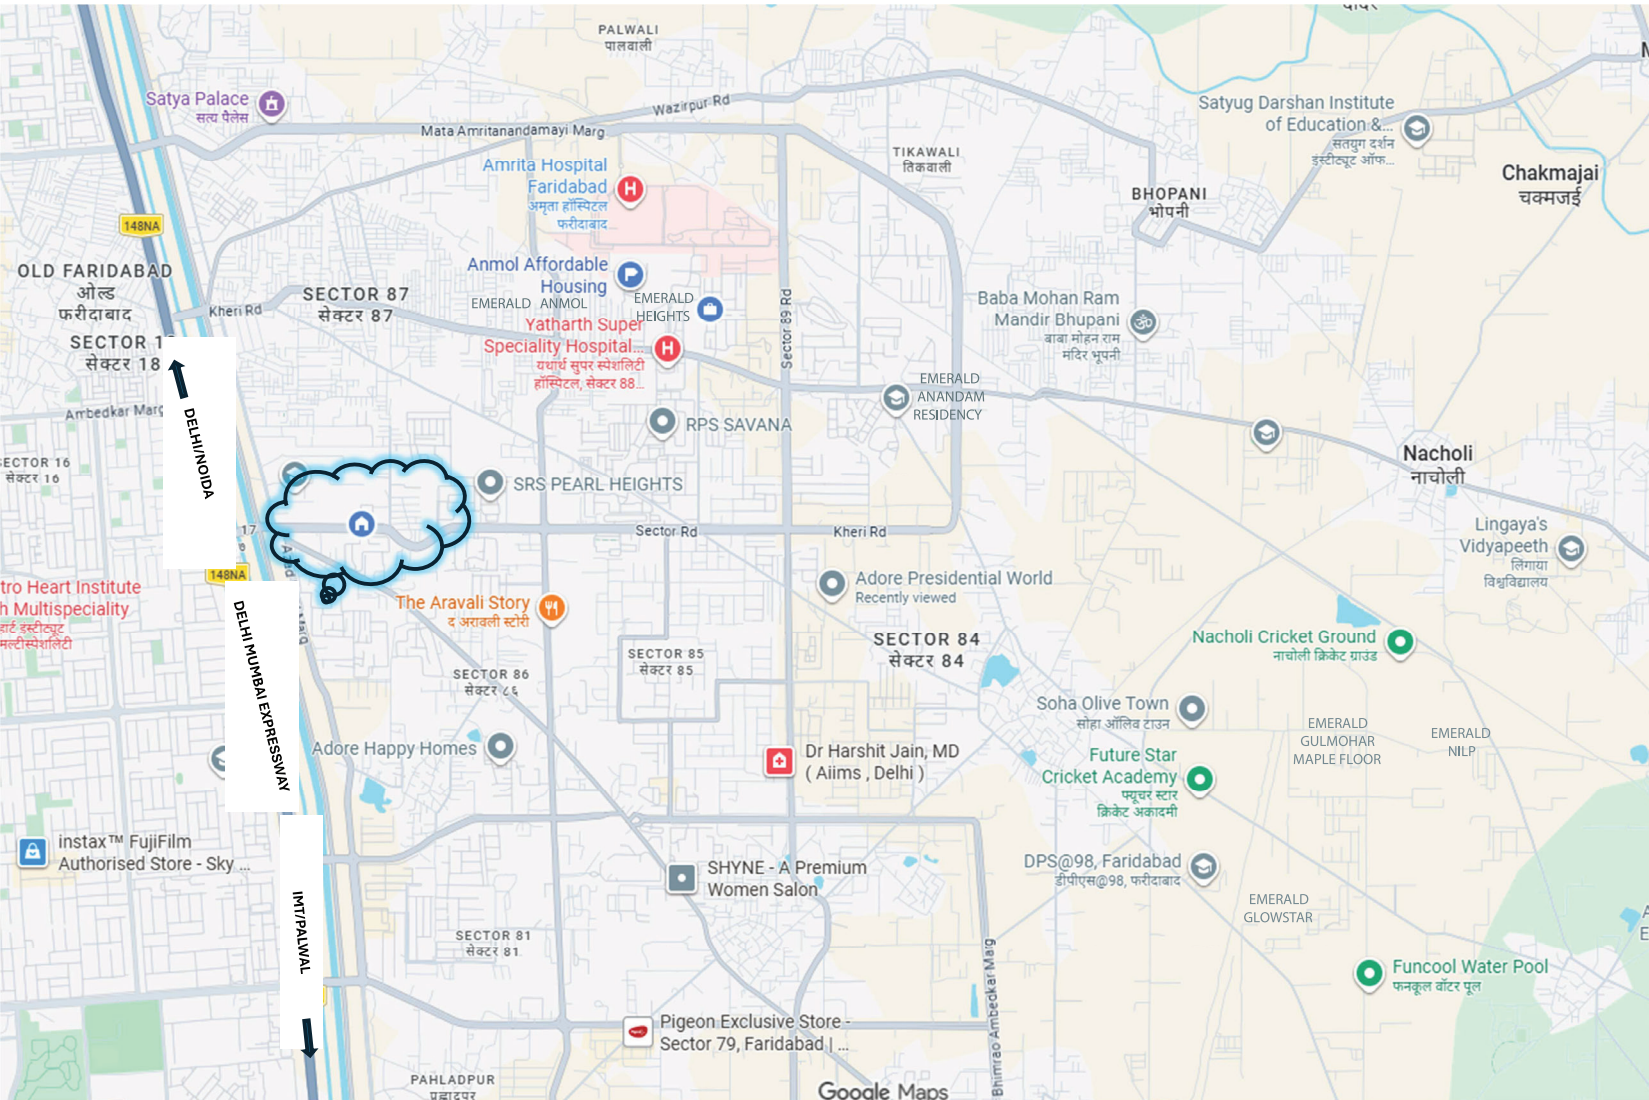 दादर
PALWALI
पालवाली
Satya Palace
सत्य पैलेस
Wazirpur Rd
Mata Amritanandamayi Marg
Satyug Darshan Institute
of Education &...
सतयुग दर्शन
इंस्टीट्यूट ऑफ...
Amrita Hospital
Faridabad
अमृता हॉस्पिटल
फरीदाबाद
TIKAWALI
तिकवाली
BHOPANI
भोपनी
Chakmajai
चक्मजई
148NA
OLD FARIDABAD
ओल्ड
फरीदाबाद
Anmol Affordable
Housing
EMERALD ANMOL
EMERALD
HEIGHTS
SECTOR 87
सेक्टर 87
Kheri Rd
Sector 89 Rd
Baba Mohan Ram
Mandir Bhupani
बाबा मोहन राम
मंदिर भूपनी
Yatharth Super
Speciality Hospital...
यथार्थ सुपर स्पेशलिटी
हॉस्पिटल, सेक्टर 88...
सेक्टर 18
EMERALD
ANANDAM
RESIDENCY
Ambedkar Marg
DELHI/NOIDA
RPS SAVANA
Nacholi
नाचोली
SECTOR 16
सेक्टर 16
SRS PEARL HEIGHTS
17
Sector Rd
Kheri Rd
Lingaya's
Vidyapeeth
लिंगाया
विश्वविद्यालय
148NA
tro Heart Institute
h Multispeciality
हार्ट इंस्टीट्यूट
मल्टीस्पेशलिटी
DELHI MUMBAI EXPRESSWAY
The Aravali Story
द अरावली स्टोरी
Adore Presidential World
Recently viewed
SECTOR 84
सेक्टर 84
Nacholi Cricket Ground
नाचोली क्रिकेट ग्राउंड
SECTOR 85
सेक्टर 85
SECTOR 86
सेक्टर ८६
Soha Olive Town
सोहा ऑलिव टाउन
EMERALD
GULMOHAR
MAPLE FLOOR
EMERALD
NILP
Adore Happy Homes
Dr Harshit Jain, MD
( Aiims , Delhi )
Future Star
Cricket Academy
फ्यूचर स्टार
क्रिकेट अकादमी
instax™ FujiFilm
Authorised Store - Sky ...
SHYNE - A Premium
Women Salon
DPS@98, Faridabad
डीपीएस@98, फरीदाबाद
EMERALD
GLOWSTAR
IMT/PALWAL
SECTOR 81
सेक्टर 81
Bhimrao Ambedkar Marg
Funcool Water Pool
फनकूल वॉटर पूल
Pigeon Exclusive Store -
Sector 79, Faridabad | ...
PAHLADPUR
Google Maps